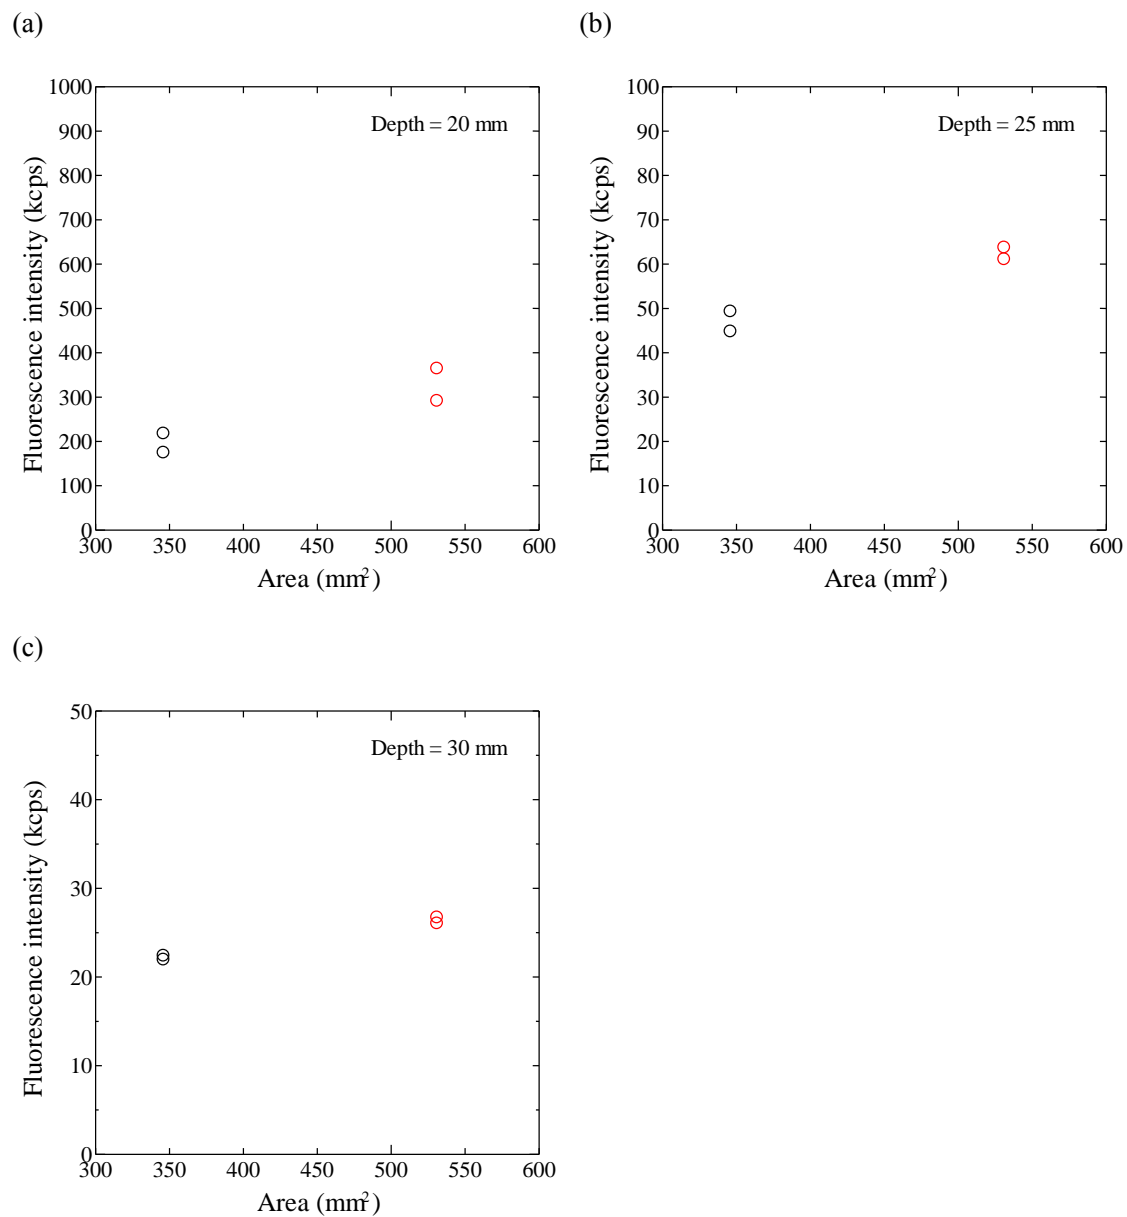 (a)
Depth = 20 mm
Fluorescence intensity (kcps)
1000
900
800
700
600
500
400
300
200
100
0
300 350 400 450 500 550 600
Area (mm²)
(b)
Depth = 25 mm
Fluorescence intensity (kcps)
100
90
80
70
60
50
40
30
20
10
0
300 350 400 450 500 550 600
Area (mm²)
(c)
Depth = 30 mm
Fluorescence intensity (kcps)
50
40
30
20
10
0
300 350 400 450 500 550 600
Area (mm²)